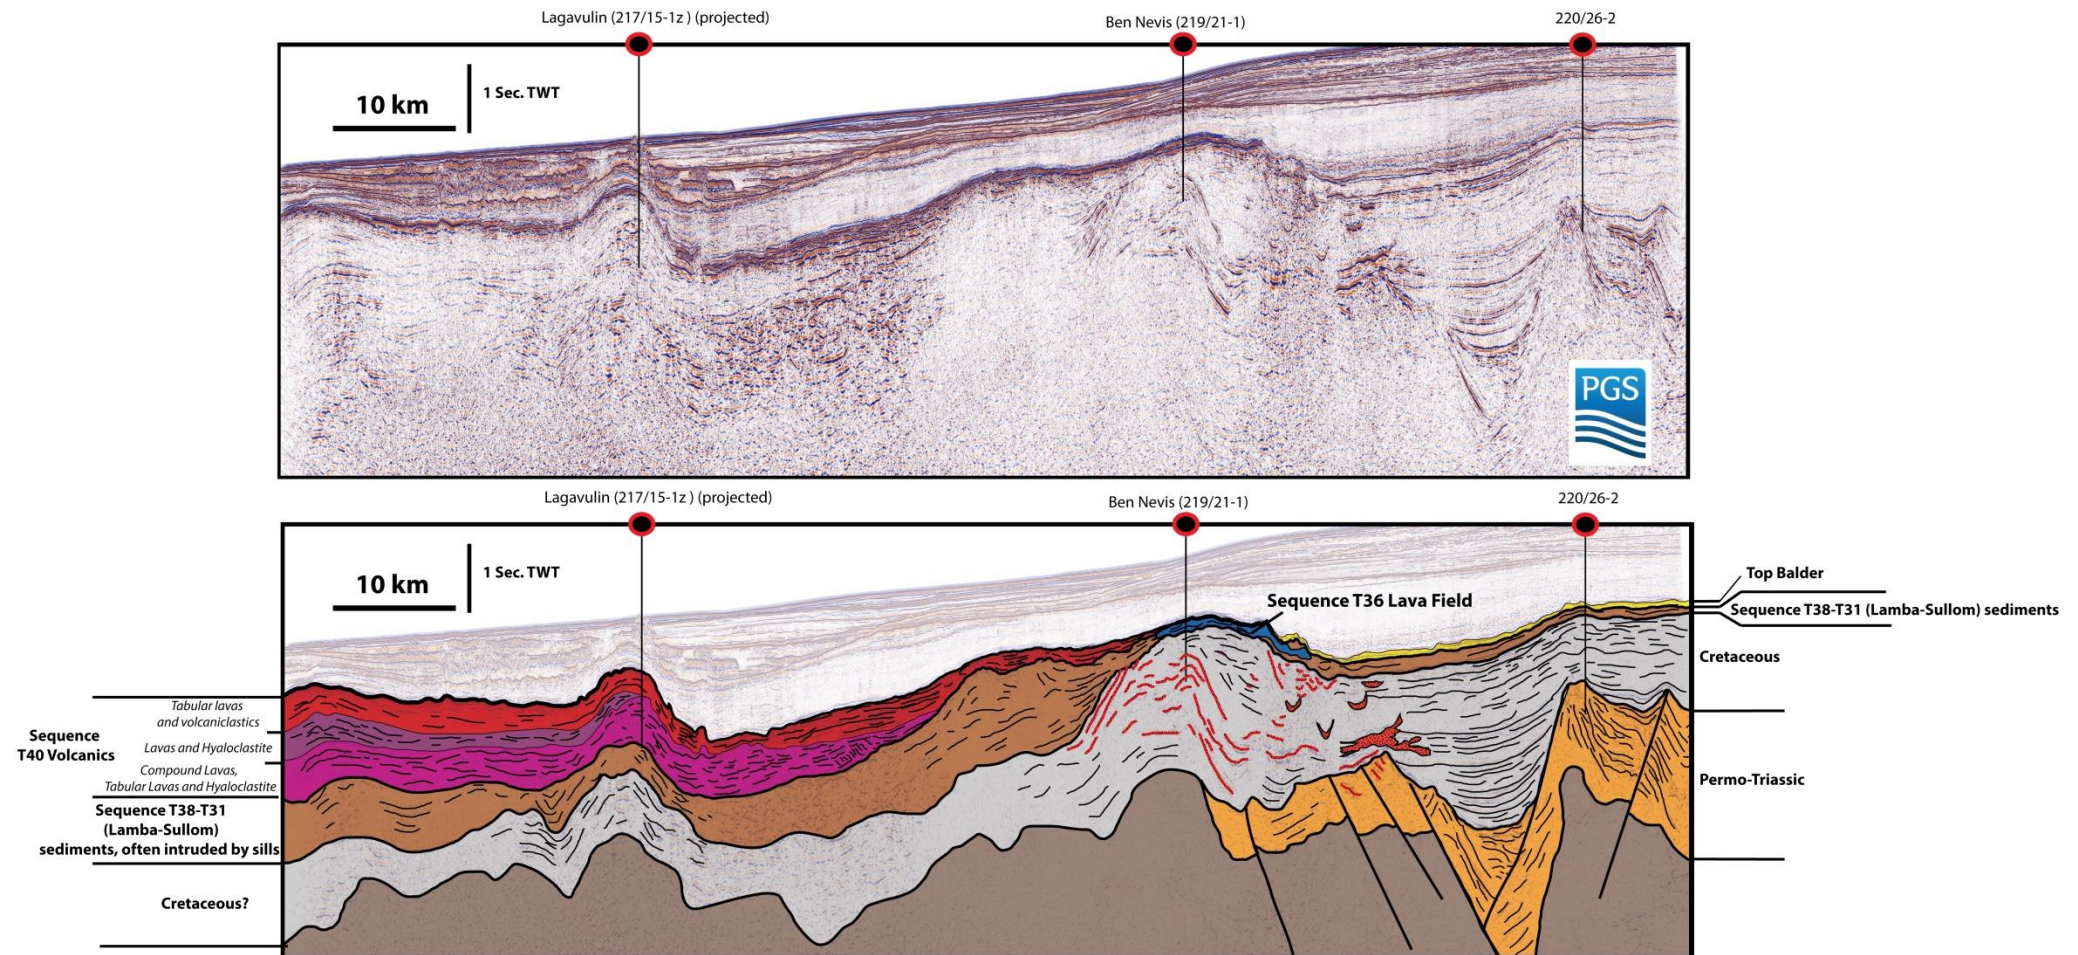 Lagavulin (217/15-1z ) (projected)
Ben Nevis (219/21-1)
220/26-2
10 km
1 Sec. TWT
PGS
Lagavulin (217/15-1z ) (projected)
Ben Nevis (219/21-1)
220/26-2
10 km
1 Sec. TWT
Sequence T36 Lava Field
Top Balder
Sequence T38-T31 (Lamba-Sullom) sediments
Cretaceous
Permo-Triassic
Tabular lavas
and volcaniclastics
Sequence
T40 Volcanics
Lavas and Hyaloclastite
Compound Lavas,
Tabular Lavas and Hyaloclastite
Sequence T38-T31
(Lamba-Sullom)
sediments, often intruded by sills
Cretaceous?